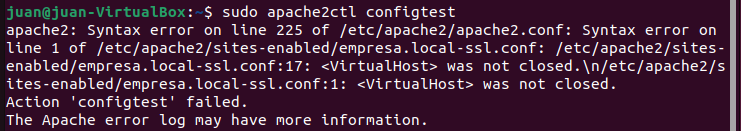 juan@juan-VirtualBox:~$ sudo apache2ctl configtest
apache2: Syntax error on line 225 of /etc/apache2/apache2.conf: Syntax error on
line 1 of /etc/apache2/sites-enabled/empresa.local-ssl.conf: /etc/apache2/sites-
enabled/empresa.local-ssl.conf:17: <VirtualHost> was not closed.\n/etc/apache2/s
ites-enabled/empresa.local-ssl.conf:1: <VirtualHost> was not closed.
Action 'configtest' failed.
The Apache error log may have more information.